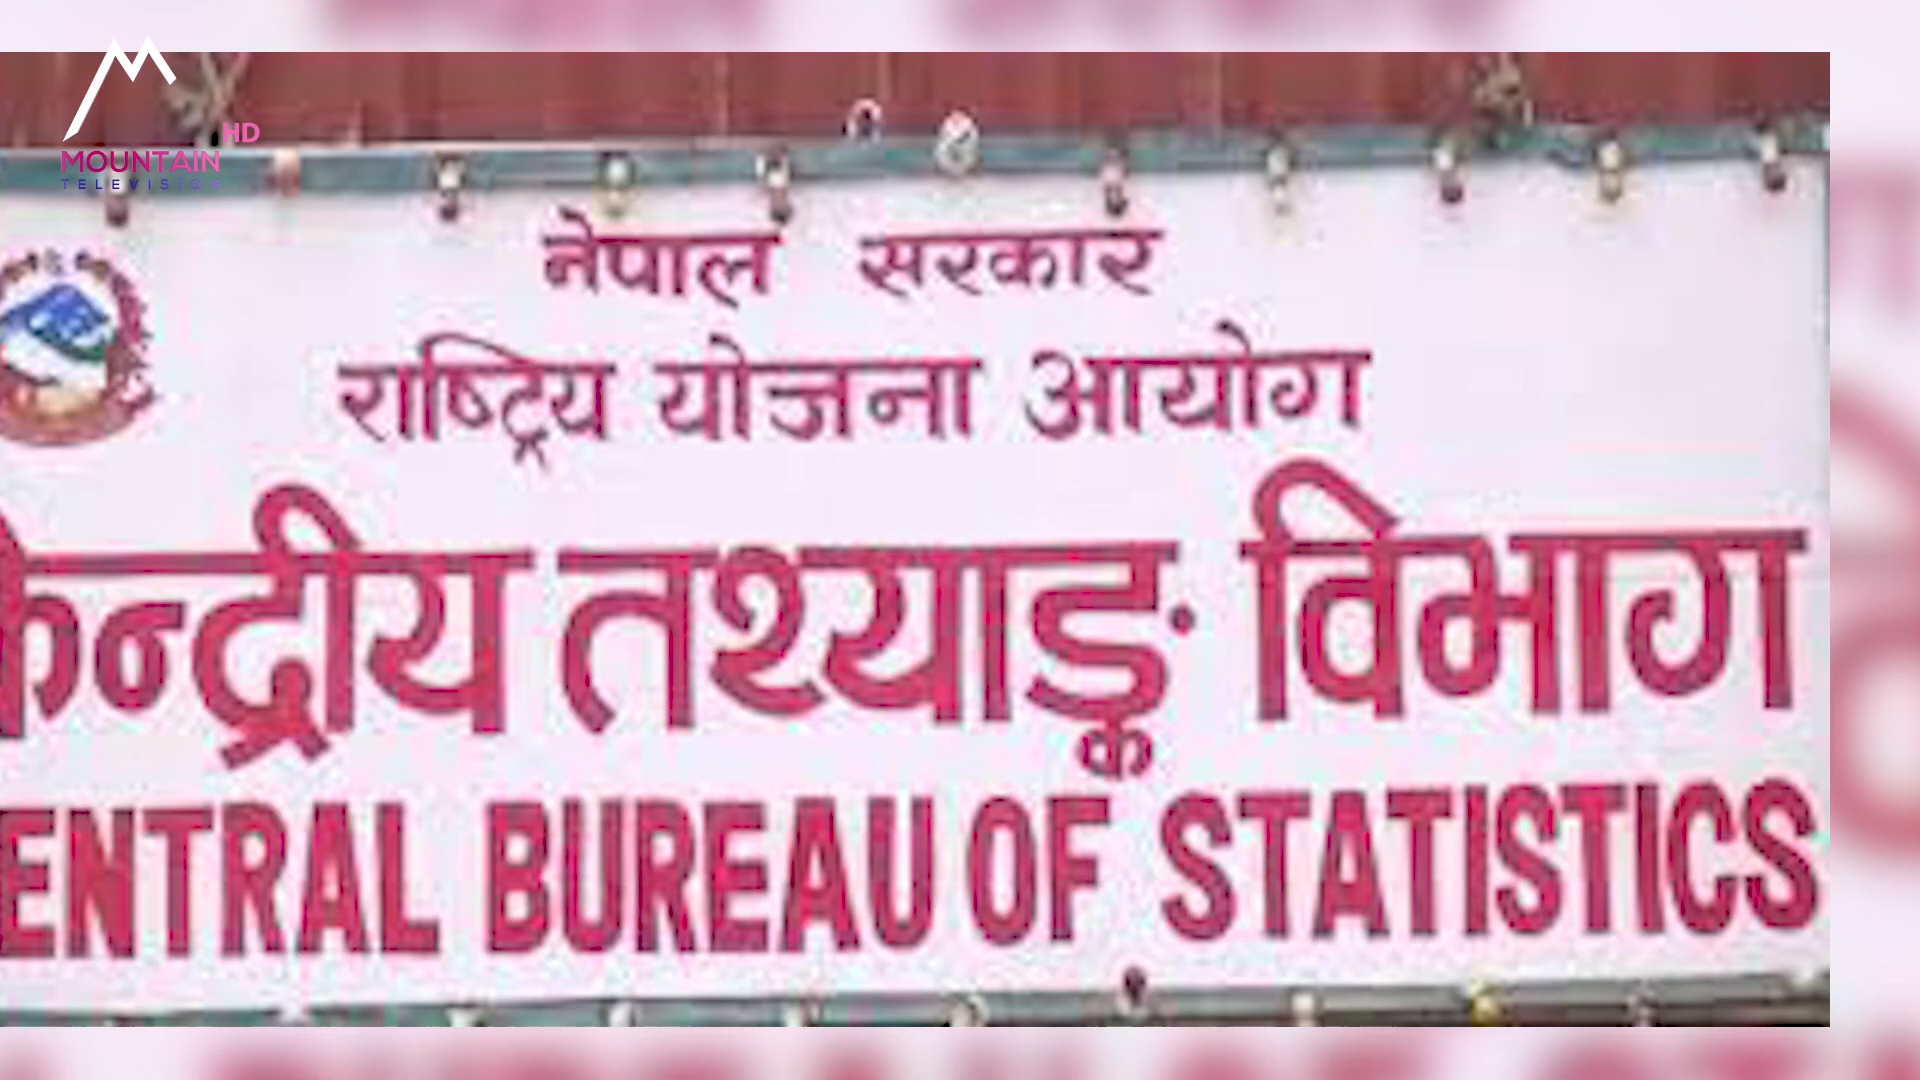 HD
MOUNTAIN
TELEVISION
नेपाल सरकार
राष्ट्रिय योजना आयोग
केन्द्रीय तथ्याङ्क विभाग
ENTRAL BUREAU OF STATISTICS